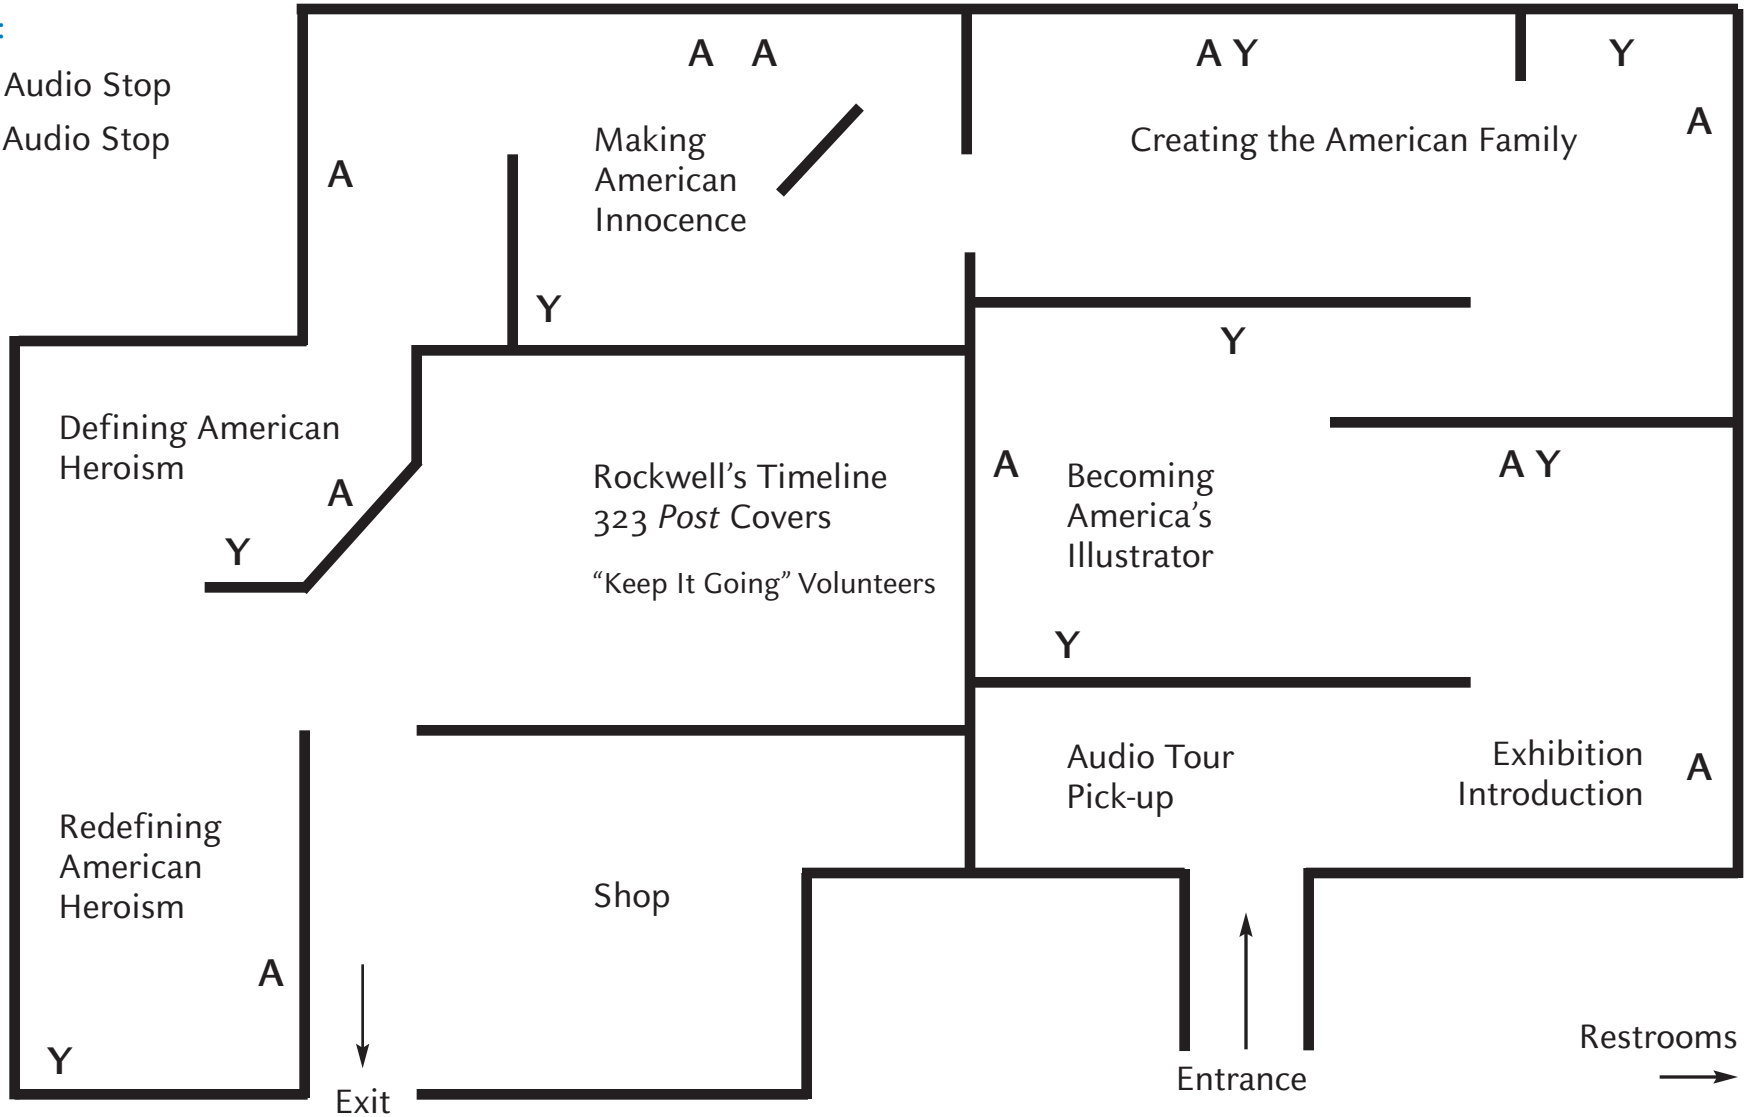 :
Audio Stop
Audio Stop
A A
A Y
Y
A
Making
American
Innocence
Creating the American Family
A
Y
Y
Defining American
Heroism
A
Y
Rockwell’s Timeline
323 Post Covers
“Keep It Going” Volunteers
A
Becoming
America’s
Illustrator
A Y
Y
Audio Tour
Pick-up
Exhibition
Introduction
A
Redefining
American
Heroism
A
Y
Shop
Exit
Entrance
Restrooms